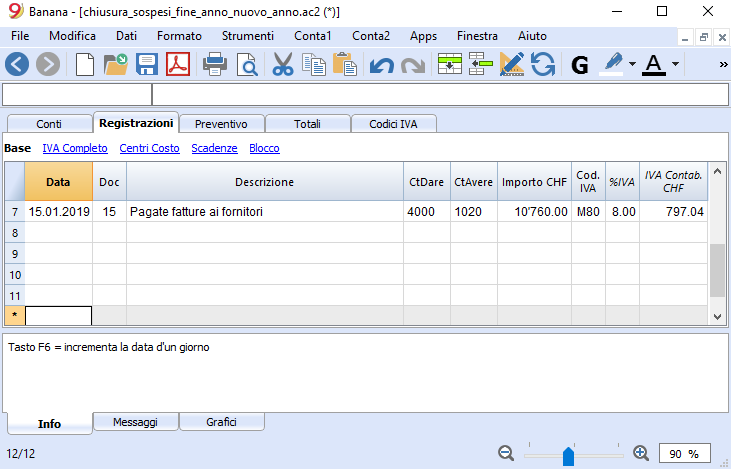 Banana - [chiusura_sospesi_fine_anno_nuovo_anno.ac2 (*)]
File Modifica Dati Formato Strumenti Conta1 Conta2 Apps Finestra Aiuto
G A »
Conti Registrazioni Preventivo Totali Codici IVA
Base IVA Completo Centri Costo Scadenze Blocco
Data Doc Descrizione CtDare CtAvere Importo CHF Cod. IVA %IVA IVA Contab. CHF
7 15.01.2019 15 Pagate fatture ai fornitori 4000 1020 10'760.00 M80 8.00 797.04
8
9
10
11
*
Tasto F6 = incrementa la data d'un giorno
Info Messaggi Grafici
12/12 90 %